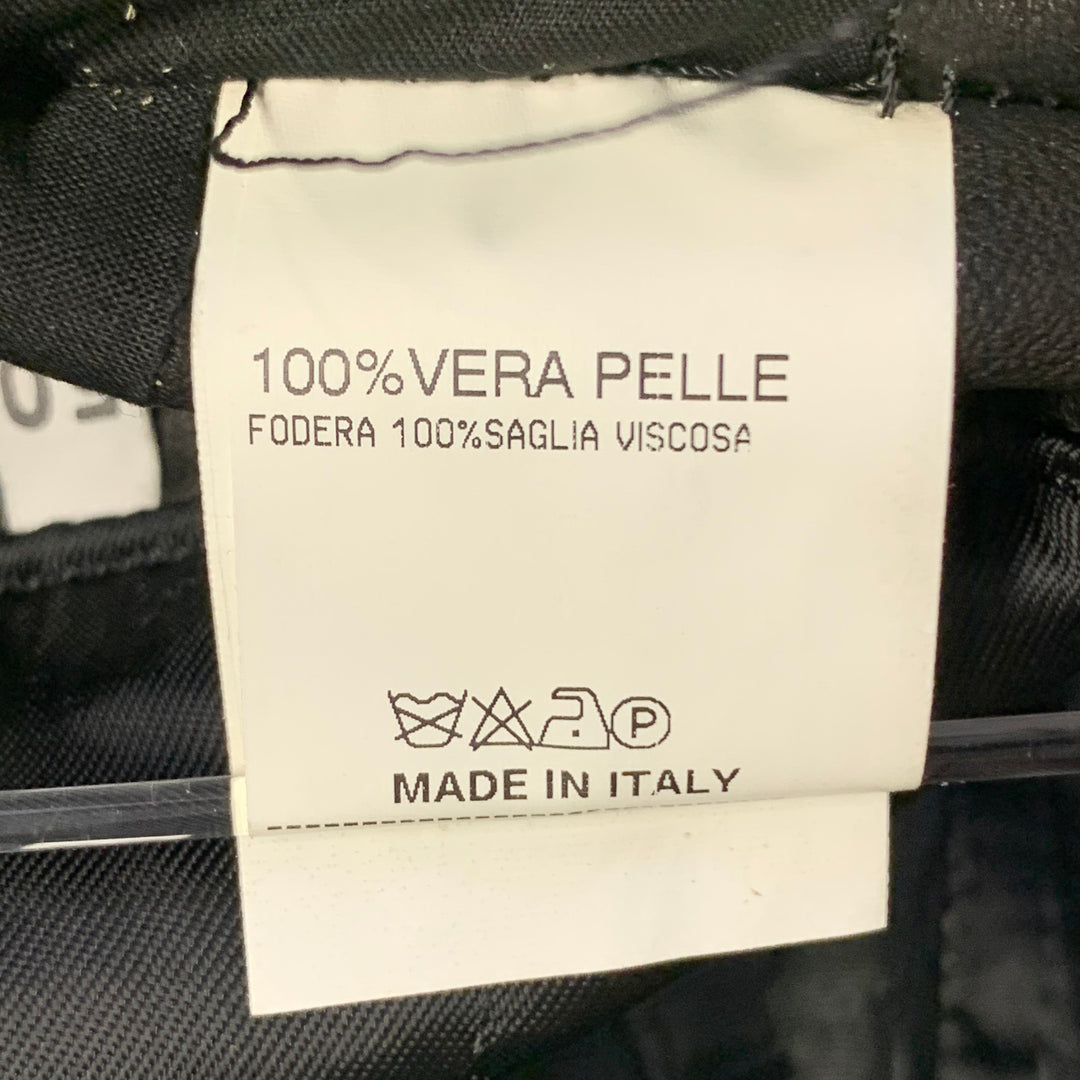 100%VERA PELLE
FODERA 100%SAGLIA VISCOSA
P
MADE IN ITALY